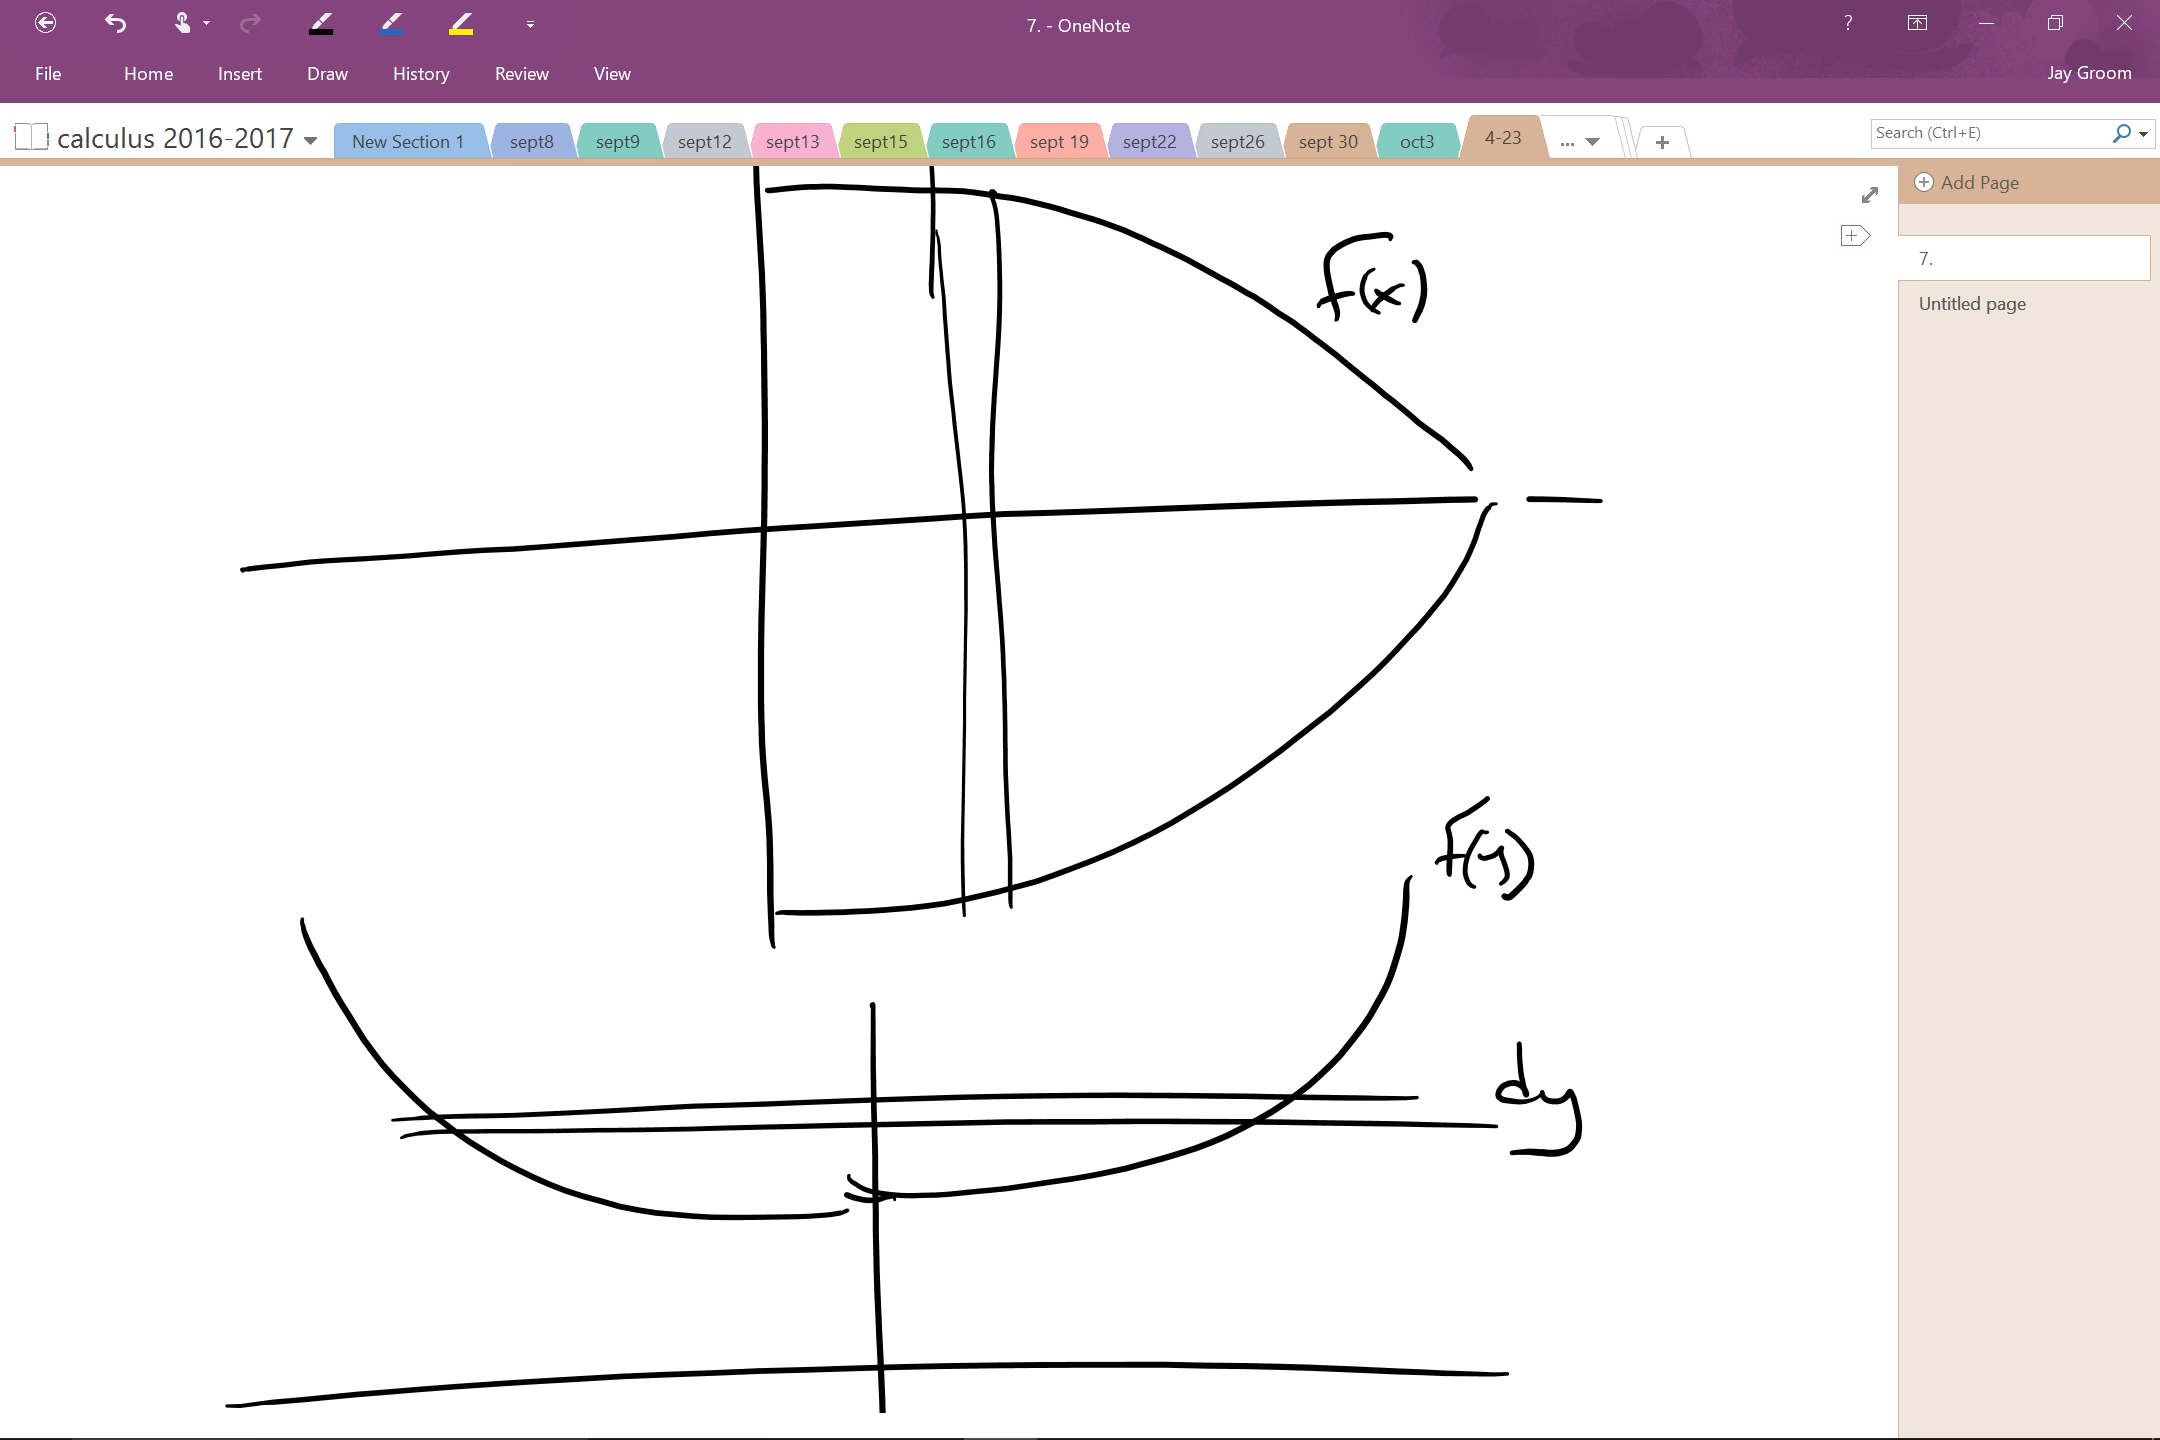 7. - OneNote
?
File Home Insert Draw History Review View
Jay Groom
calculus 2016-2017
New Section 1 sept8 sept9 sept12 sept13 sept15 sept16 sept 19 sept22 sept26 sept 30 oct3 4-23 ...
Search (Ctrl+E)
Add Page
7.
Untitled page
f(x)
f(y)
dy